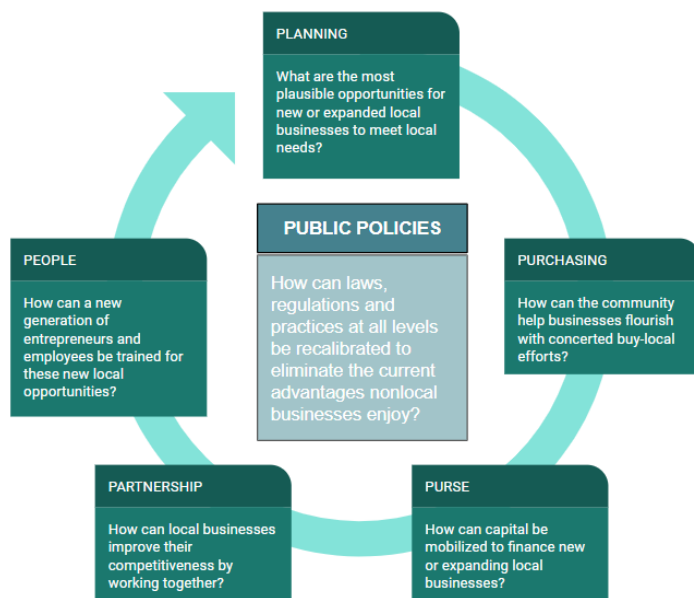 PLANNING
What are the most
plausible opportunities for
new or expanded local
businesses to meet local
needs?
PUBLIC POLICIES
How can laws,
regulations and
practices at all levels
be recalibrated to
eliminate the current
advantages nonlocal
businesses enjoy?
PURCHASING
How can the community
help businesses flourish
with concerted buy-local
efforts?
PURSE
How can capital be
mobilized to finance new
or expanding local
businesses?
PARTNERSHIP
How can local businesses
improve their
competitiveness by
working together?
PEOPLE
How can a new
generation of
entrepreneurs and
employees be trained for
these new local
opportunities?